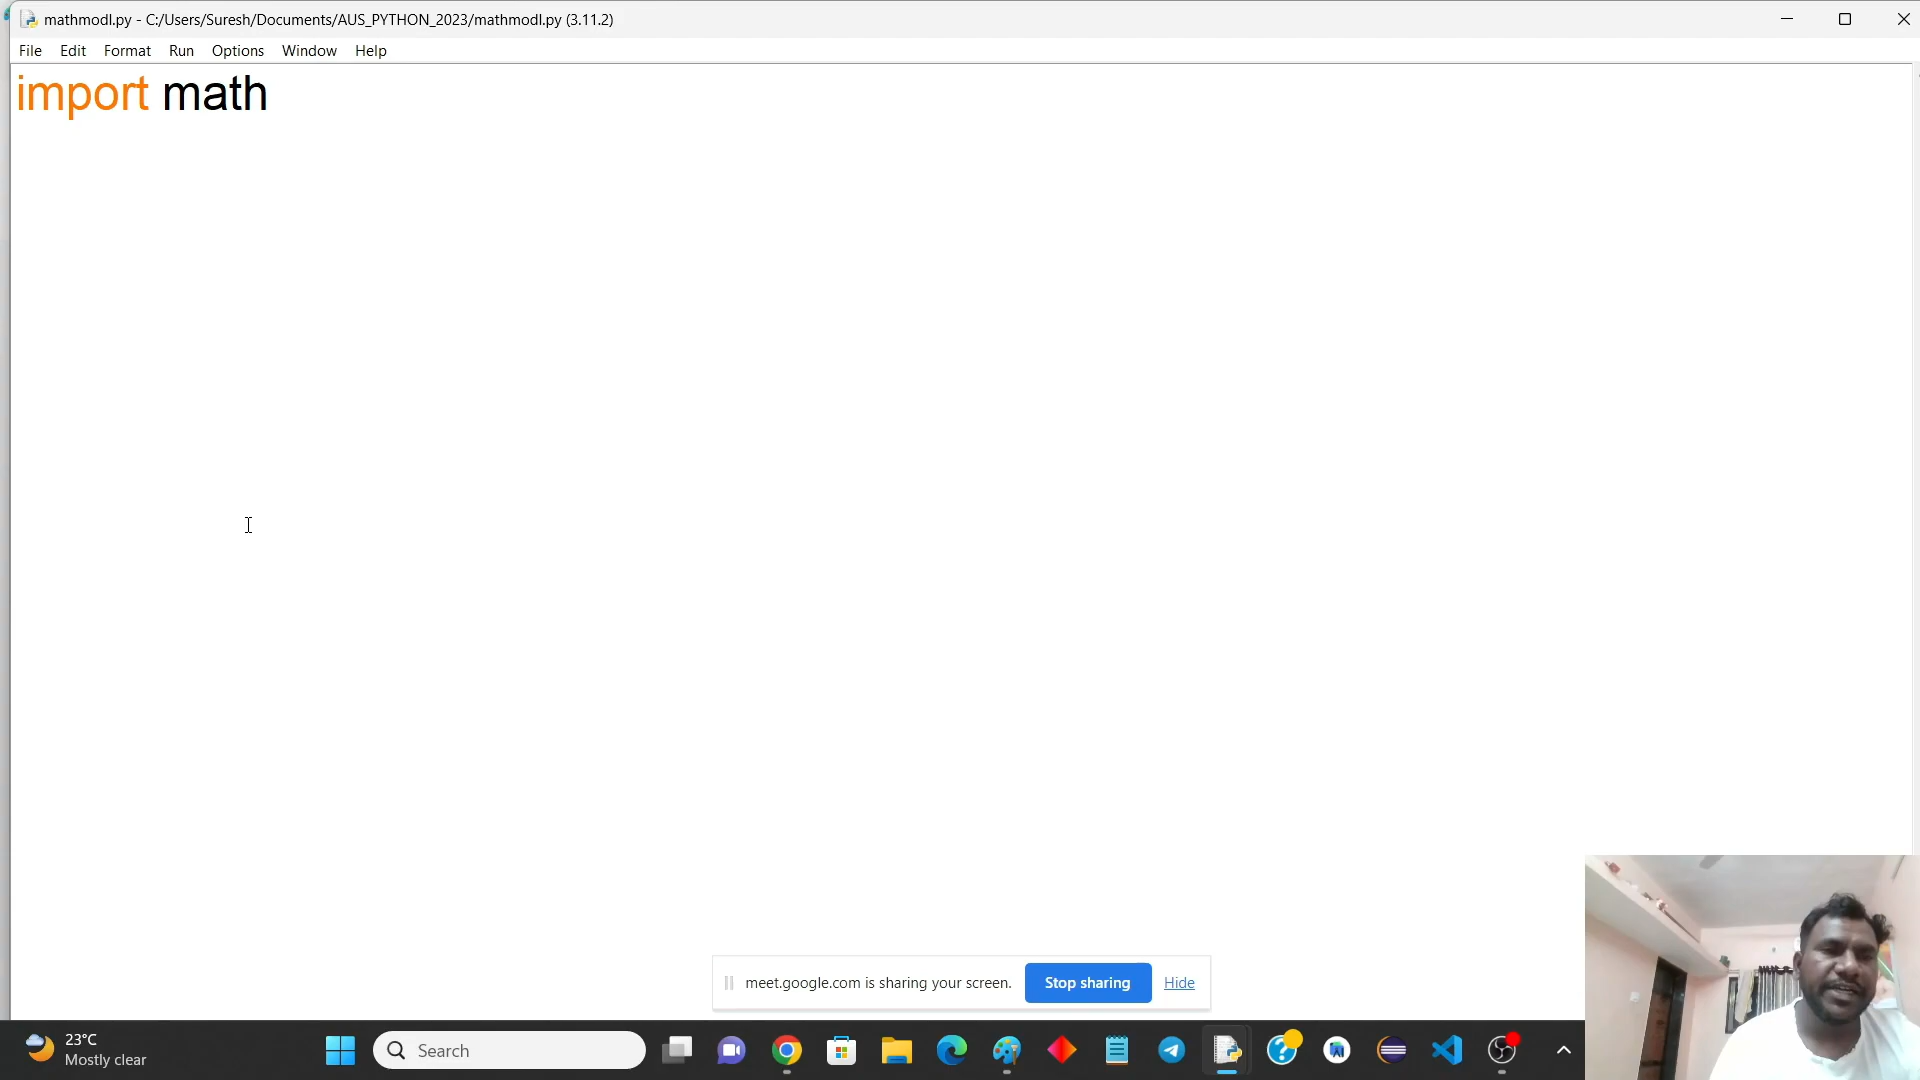 mathmodl.py - C:/Users/Suresh/Documents/AUS_PYTHON_2023/mathmodl.py (3.11.2)
File Edit Format Run Options Window Help
import math
meet.google.com is sharing your screen. Stop sharing Hide
23°C
Mostly clear
Search